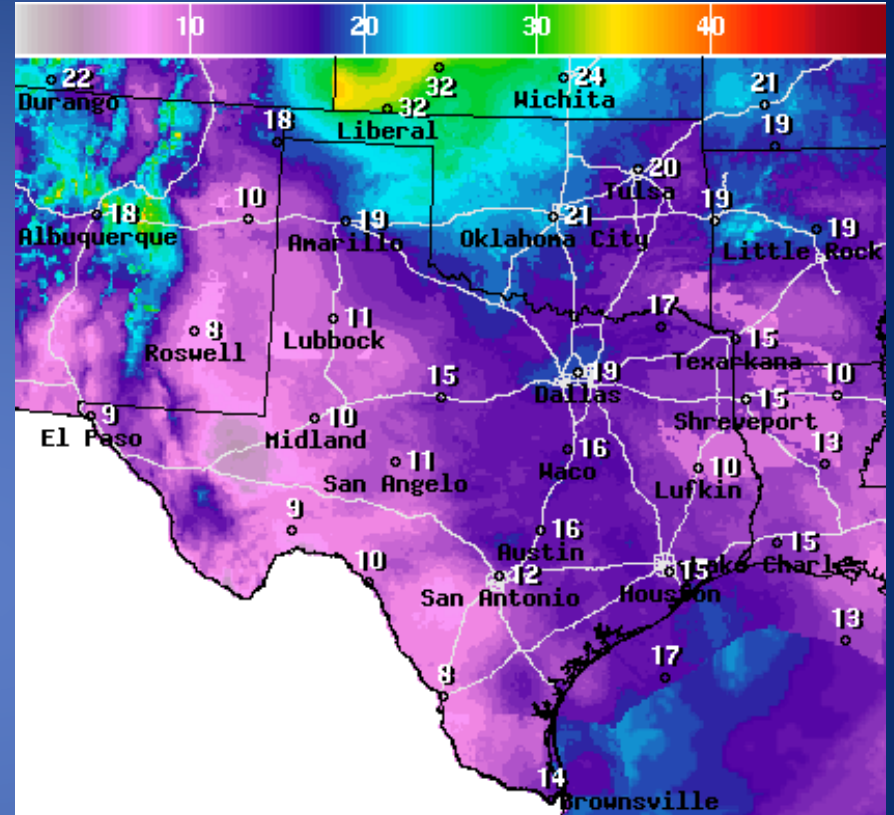 10 20 30 40
22 32 24 21
Durango Wichita
32
Liberal
18 19
20
Tulsa
18 10 19 21 19 19
Albuquerque Amarillo Oklahoma City Little Rock
8 11 17 15
Roswell Lubbock Texarkana
15 19 15 10
Dallas
9 10 Shreveport
El Paso Midland
11 16 10 13
San Angelo Waco Lufkin
9 16 15
Austin Lake Charles
10 12 15
San Antonio Houston
13
8 17
14
Brownsville